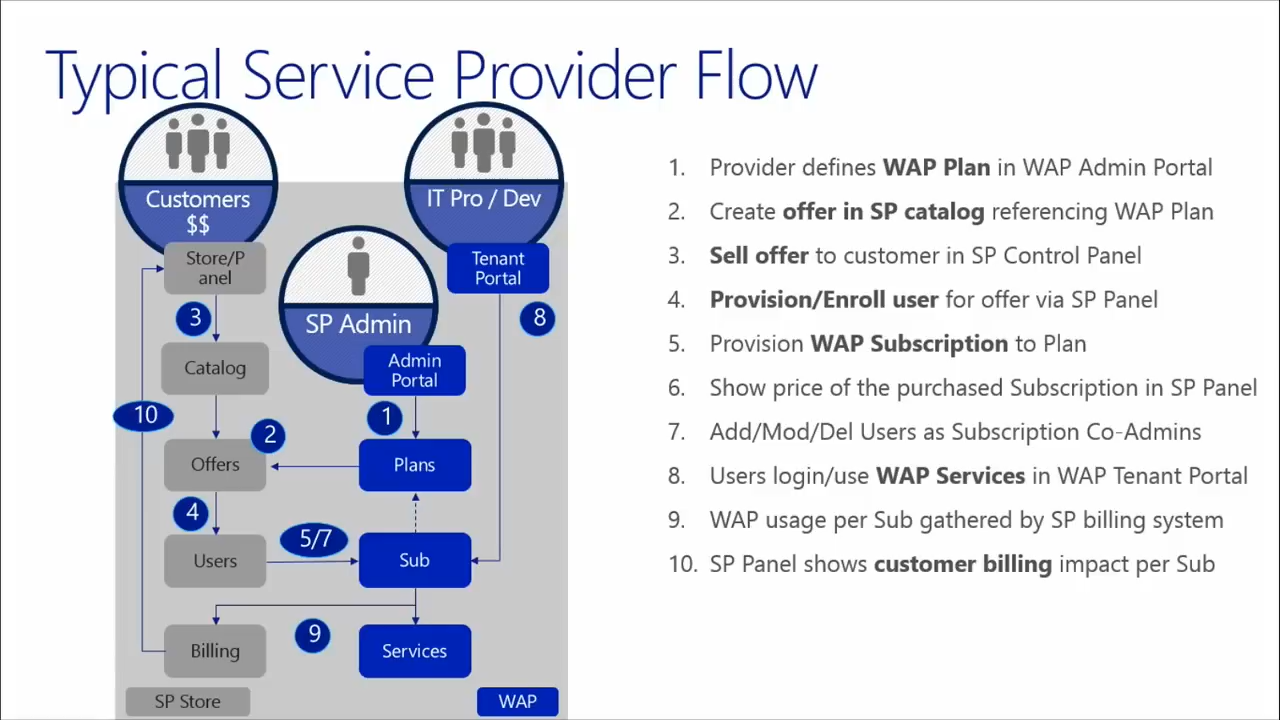 Typical Service Provider Flow
Customers
$$
IT Pro / Dev
Store/P
anel
Tenant
Portal
3
SP Admin
8
Catalog
Admin
Portal
10
1
2
Offers
Plans
4
5/7
Users
Sub
9
Billing
Services
SP Store
WAP
1. Provider defines WAP Plan in WAP Admin Portal
2. Create offer in SP catalog referencing WAP Plan
3. Sell offer to customer in SP Control Panel
4. Provision/Enroll user for offer via SP Panel
5. Provision WAP Subscription to Plan
6. Show price of the purchased Subscription in SP Panel
7. Add/Mod/Del Users as Subscription Co-Admins
8. Users login/use WAP Services in WAP Tenant Portal
9. WAP usage per Sub gathered by SP billing system
10. SP Panel shows customer billing impact per Sub